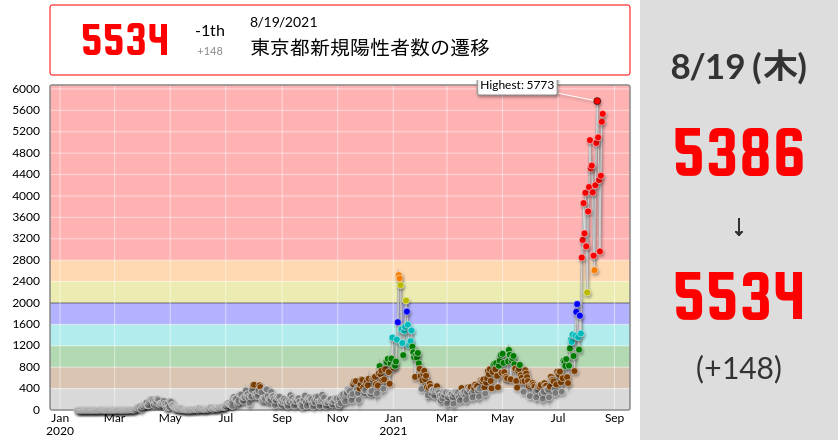 5534
-1th
+148
8/19/2021
東京都新規陽性者数の遷移
Highest: 5773
6000
5600
5200
4800
4400
4000
3600
3200
2800
2400
2000
1600
1200
800
400
0
Jan
2020
Mar
May
Jul
Sep
Nov
Jan
2021
Mar
May
Jul
Sep
8/19 (木)
5386
↓
5534
(+148)